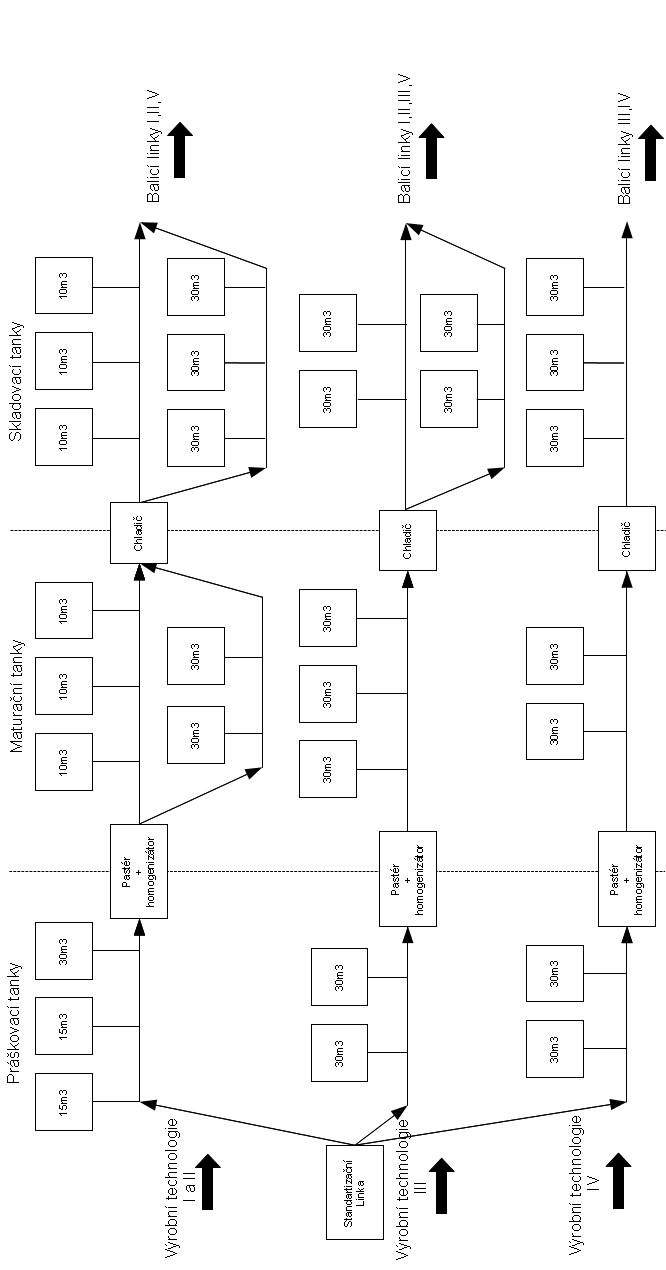 Práškovací tanky
Maturační tanky
Skladovací tanky
15m3
15m3
30m3
10m3
10m3
10m3
10m3
10m3
10m3
Výrobní technologie
I a II
Pastér
+
homogenizátor
Chladič
Balicí linky I,II,V
30m3
30m3
30m3
30m3
30m3
Standartizační
Linka
30m3
30m3
30m3
30m3
30m3
30m3
30m3
Výrobní technologie
III
Pastér
+
homogenizátor
Chladič
Balicí linky I,II,III,V
30m3
30m3
30m3
30m3
30m3
30m3
30m3
30m3
30m3
Výrobní technologie
IV
Pastér
+
homogenizátor
Chladič
Balicí linky III,IV